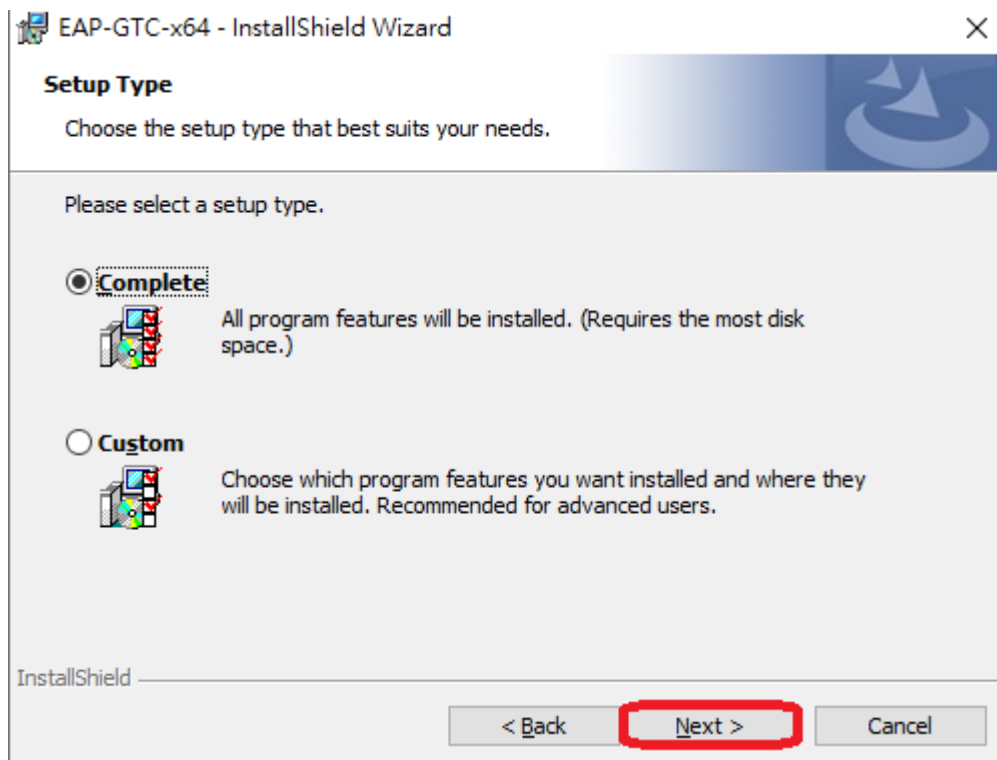 EAP-GTC-x64 - InstallShield Wizard
Setup Type
Choose the setup type that best suits your needs.
Please select a setup type.
Complete
All program features will be installed. (Requires the most disk
space.)
Custom
Choose which program features you want installed and where they
will be installed. Recommended for advanced users.
InstallShield
< Back
Next >
Cancel